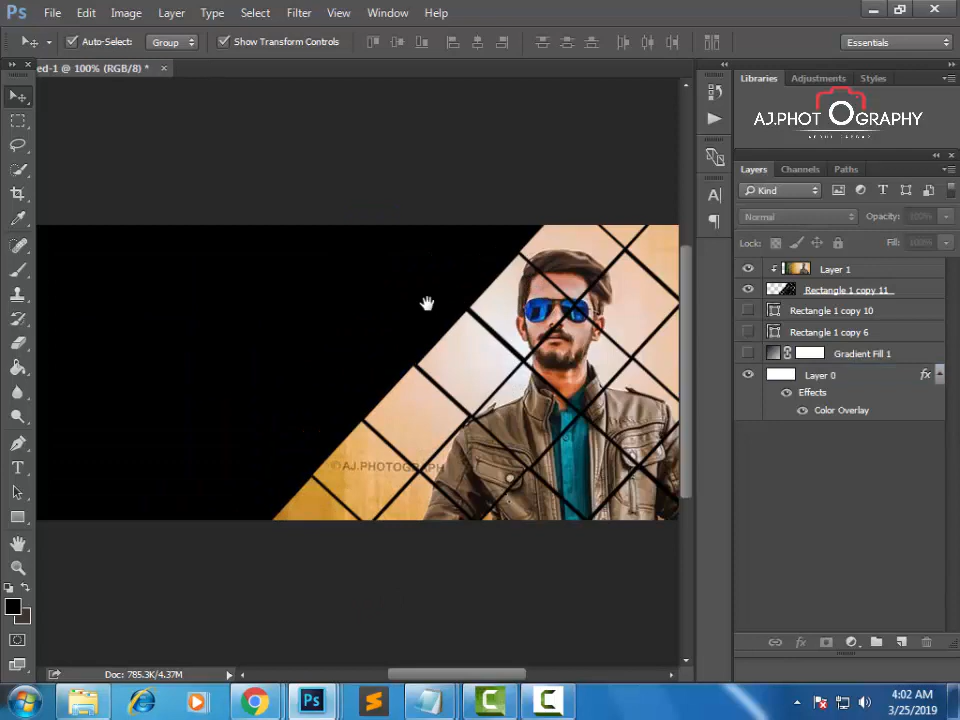 Ps File Edit Image Layer Type Select Filter View Window Help
Auto-Select: Group Show Transform Controls Essentials
ed-1 @ 100% (RGB/8) * ×
Libraries Adjustments Styles
AJ.PHOTOGRAPHY
Layers Channels Paths
Kind
Normal Opacity: 100%
Lock: Fill: 100%
Layer 1
Rectangle 1 copy 11
Rectangle 1 copy 10
Rectangle 1 copy 6
Gradient Fill 1
Layer 0 fx
Effects
Color Overlay
©AJ.PHOTOGRAPH
Doc: 785.3K/4.37M
4:02 AM
3/25/2019